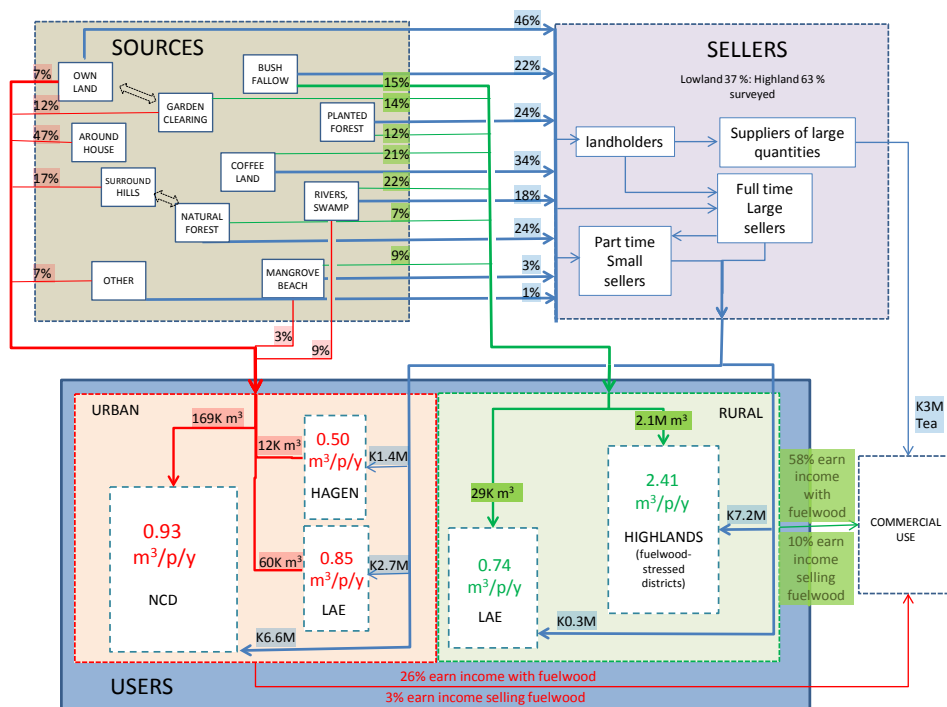 SOURCES
7%
OWN
LAND
12%
GARDEN
CLEARING
47%
AROUND
HOUSE
17%
SURROUND
HILLS
NATURAL
FOREST
7%
OTHER
BUSH
FALLOW
PLANTED
FOREST
COFFEE
LAND
RIVERS,
SWAMP
MANGROVE
BEACH
15%
14%
12%
21%
22%
7%
9%
3%
9%
46%
22%
24%
34%
18%
24%
3%
1%
SELLERS
Lowland 37 %: Highland 63 %
surveyed
landholders
Suppliers of large
quantities
Full time
Large
sellers
Part time
Small
sellers
K3M
Tea
URBAN
169K m³
12K m³
0.50
m³/p/y
HAGEN
K1.4M
0.93
m³/p/y
NCD
60K m³
0.85
m³/p/y
LAE
K2.7M
K6.6M
RURAL
2.1M m³
29K m³
2.41
m³/p/y
HIGHLANDS
(fuelwood-
stressed
districts)
K7.2M
0.74
m³/p/y
LAE
K0.3M
58% earn
income
with
fuelwood
10% earn
income
selling
fuelwood
COMMERCIAL
USE
26% earn income with fuelwood
3% earn income selling fuelwood
USERS